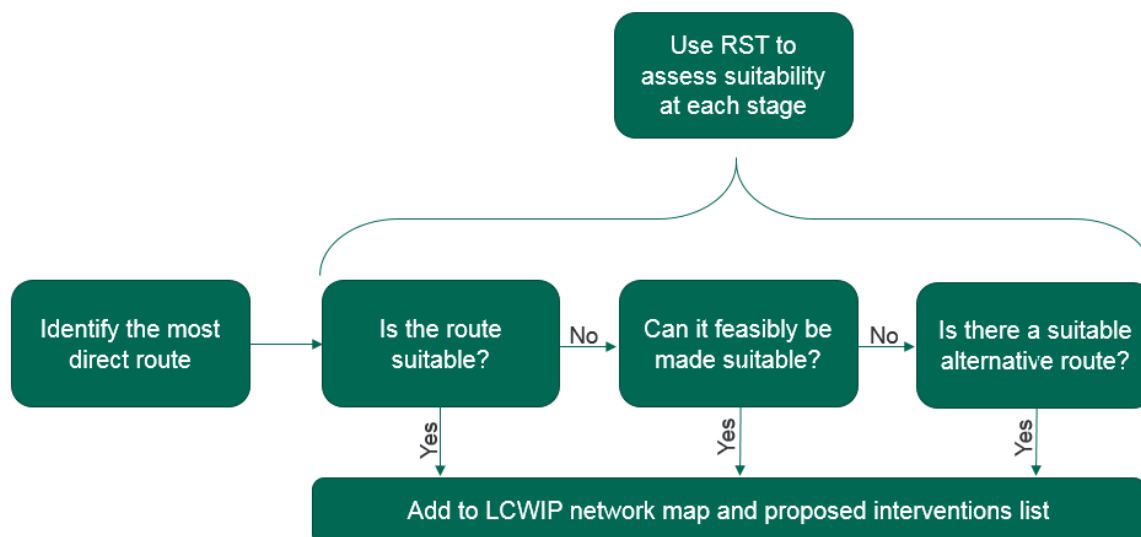 Use RST to
assess suitability
at each stage
Identify the most
direct route
Is the route
suitable?
No
Can it feasibly be
made suitable?
No
Is there a suitable
alternative route?
Yes
Yes
Yes
Add to LCWIP network map and proposed interventions list